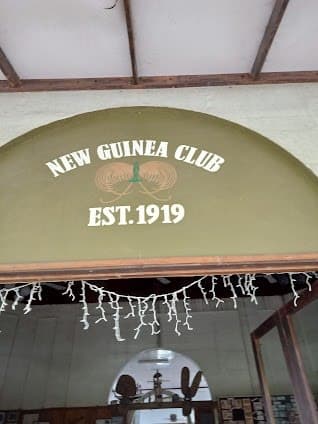 NEW GUINEA CLUB
EST. 1919